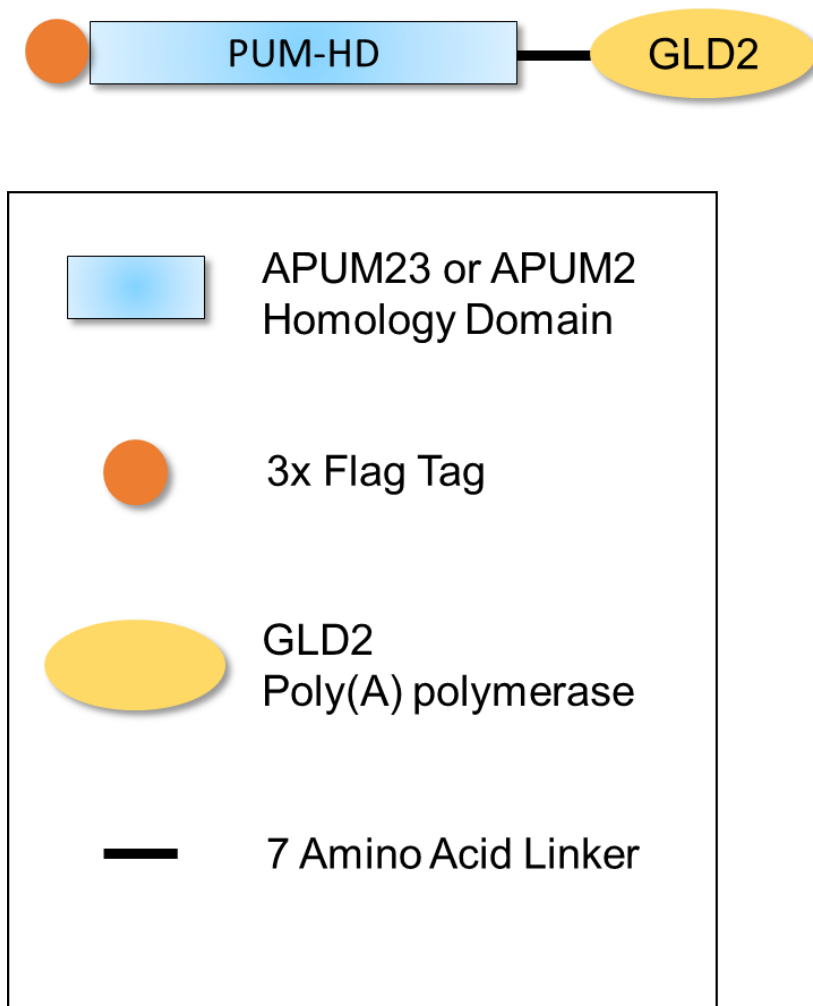 PUM-HD
GLD2
APUM23 or APUM2
Homology Domain
3x Flag Tag
GLD2
Poly(A) polymerase
7 Amino Acid Linker